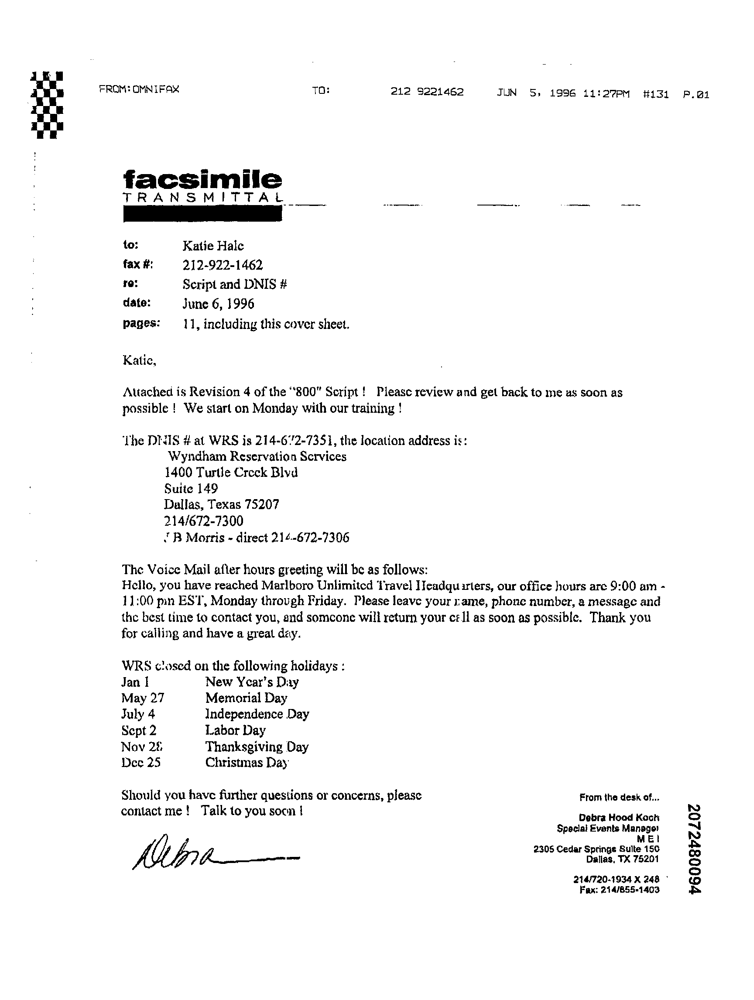 FROM:OMNIFAX TO: 212 9221462 JUN 5, 1996 11:27PM #131 P.01
facsimile
TRANSMITTAL
to: Katie Hale
fax #: 212-922-1462
re: Script and DNIS #
date: June 6, 1996
pages: 11, including this cover sheet.
Katie,
Attached is Revision 4 of the "800" Script ! Please review and get back to me as soon as
possible ! We start on Monday with our training !
The DNIS # at WRS is 214-672-7351, the location address is:
Wyndham Reservation Services
1400 Turtle Creek Blvd
Suite 149
Dallas, Texas 75207
214/672-7300
J B Morris - direct 214-672-7306
The Voice Mail after hours greeting will be as follows:
Hello, you have reached Marlboro Unlimited Travel Headquarters, our office hours are 9:00 am -
11:00 pm EST, Monday through Friday. Please leave your name, phone number, a message and
the best time to contact you, and someone will return your call as soon as possible. Thank you
for calling and have a great day.
WRS closed on the following holidays :
Jan 1 New Year's Day
May 27 Memorial Day
July 4 Independence Day
Sept 2 Labor Day
Nov 28 Thanksgiving Day
Dec 25 Christmas Day
Should you have further questions or concerns, please
contact me ! Talk to you soon !
Debra
From the desk of...
Debra Hood Koch
Special Events Manager
M E I
2305 Cedar Springs Suite 150
Dallas, TX 75201
214/720-1934 X 248
Fax: 214/855-1403
2072480094